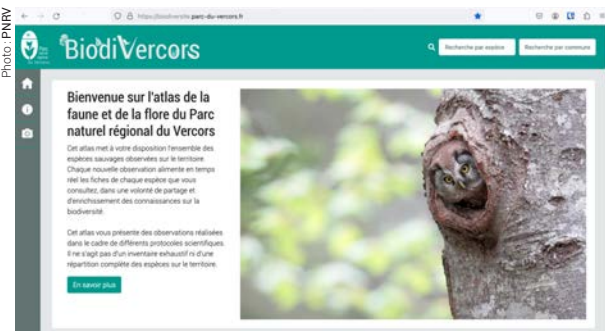 Photo: PNRV
https://biodiversite.parc-du-vercors.fr
BiodiVercors
Recherche par espèce
Recherche par commune
Bienvenue sur l'atlas de la
faune et de la flore du Parc
naturel régional du Vercors
Cet atlas met à votre disposition l'ensemble des
espèces sauvages observées sur le territoire.
Chaque nouvelle observation alimente en temps
réel les fiches de chaque espèce que vous
consultez, dans une volonté de partage et
d'enrichissement des connaissances sur la
biodiversité.
Cet atlas vous présente des observations réalisées
dans le cadre de différents protocoles scientifiques.
Il ne s'agit pas d'un inventaire exhaustif ni d'une
répartition complète des espèces sur le territoire.
En savoir plus